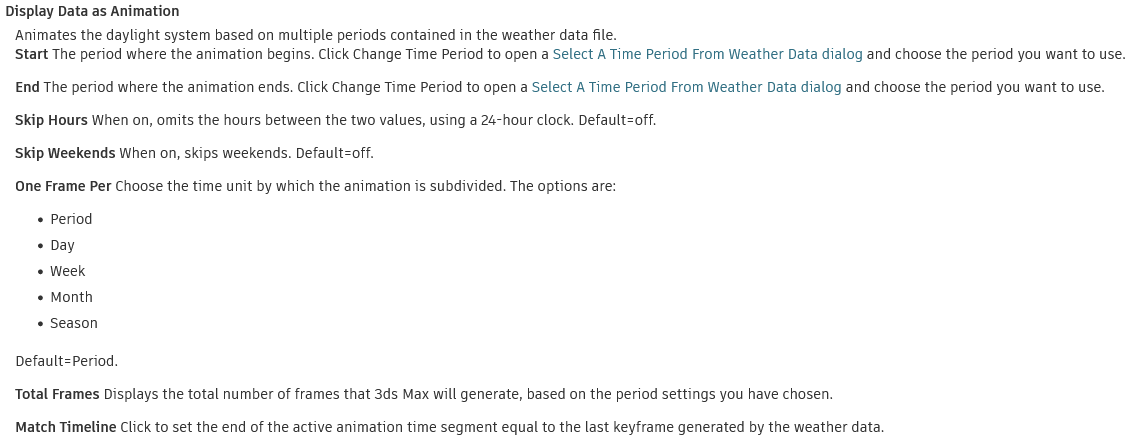 Display Data as Animation
Animates the daylight system based on multiple periods contained in the weather data file.
Start The period where the animation begins. Click Change Time Period to open a Select A Time Period From Weather Data dialog and choose the period you want to use.
End The period where the animation ends. Click Change Time Period to open a Select A Time Period From Weather Data dialog and choose the period you want to use.
Skip Hours When on, omits the hours between the two values, using a 24-hour clock. Default=off.
Skip Weekends When on, skips weekends. Default=off.
One Frame Per Choose the time unit by which the animation is subdivided. The options are:
• Period
• Day
• Week
• Month
• Season
Default=Period.
Total Frames Displays the total number of frames that 3ds Max will generate, based on the period settings you have chosen.
Match Timeline Click to set the end of the active animation time segment equal to the last keyframe generated by the weather data.